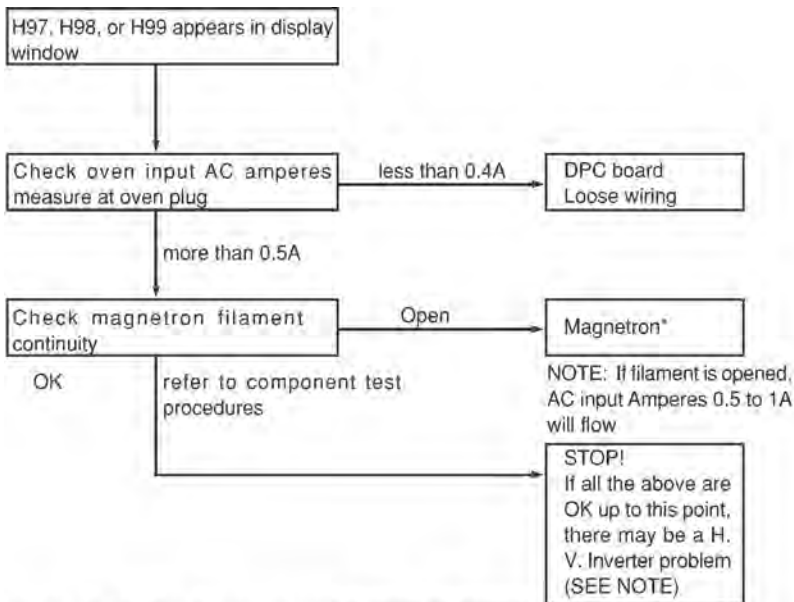 H97, H98, or H99 appears in display
window
Check oven input AC amperes
measure at oven plug
less than 0.4A
DPC board
Loose wiring
more than 0.5A
Check magnetron filament
continuity
Open
Magnetron*
OK
refer to component test
procedures
NOTE: If filament is opened,
AC input Amperes 0.5 to 1A
will flow
STOP!
If all the above are
OK up to this point,
there may be a H.
V. Inverter problem
(SEE NOTE)